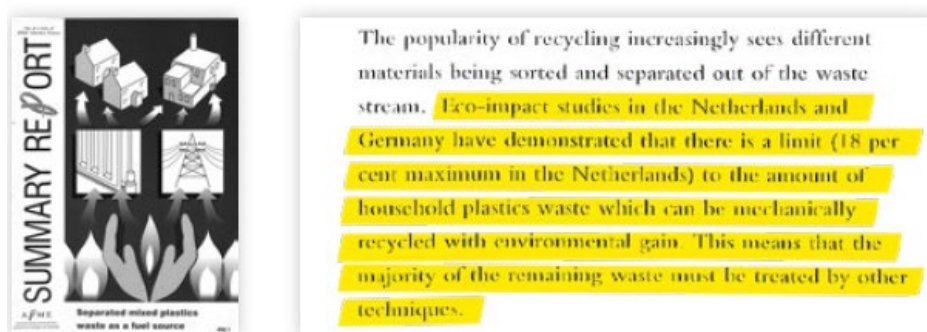 SUMMARY REPORT
APME
Separated mixed plastics
waste as a fuel source
The popularity of recycling increasingly sees different
materials being sorted and separated out of the waste
stream. Eco-impact studies in the Netherlands and
Germany have demonstrated that there is a limit (18 per
cent maximum in the Netherlands) to the amount of
household plastics waste which can be mechanically
recycled with environmental gain. This means that the
majority of the remaining waste must be treated by other
techniques.